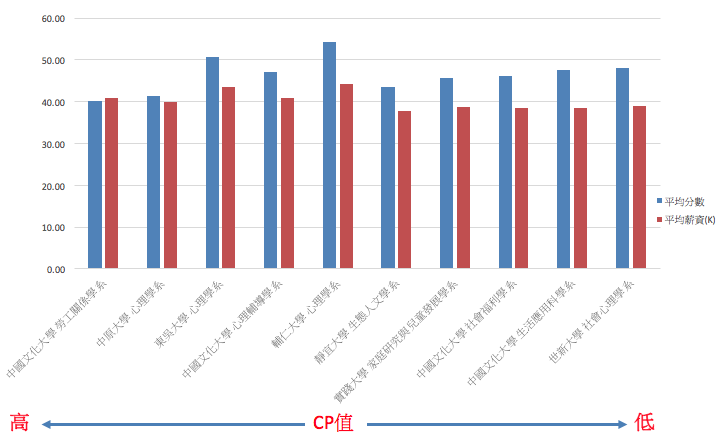 60.00
50.00
40.00
30.00
20.00
10.00
0.00
平均分數
平均薪資(K)
中國文化大學 勞工關係學系
中原大學 心理學系
東吳大學 心理學系
中國文化大學 心理輔導學系
輔仁大學 心理學系
靜宜大學 生態人文學系
實踐大學 家庭研究與兒童發展學系
中國文化大學 社會福利學系
中國文化大學 生活應用科學系
世新大學 社會心理學系
高 CP值 低